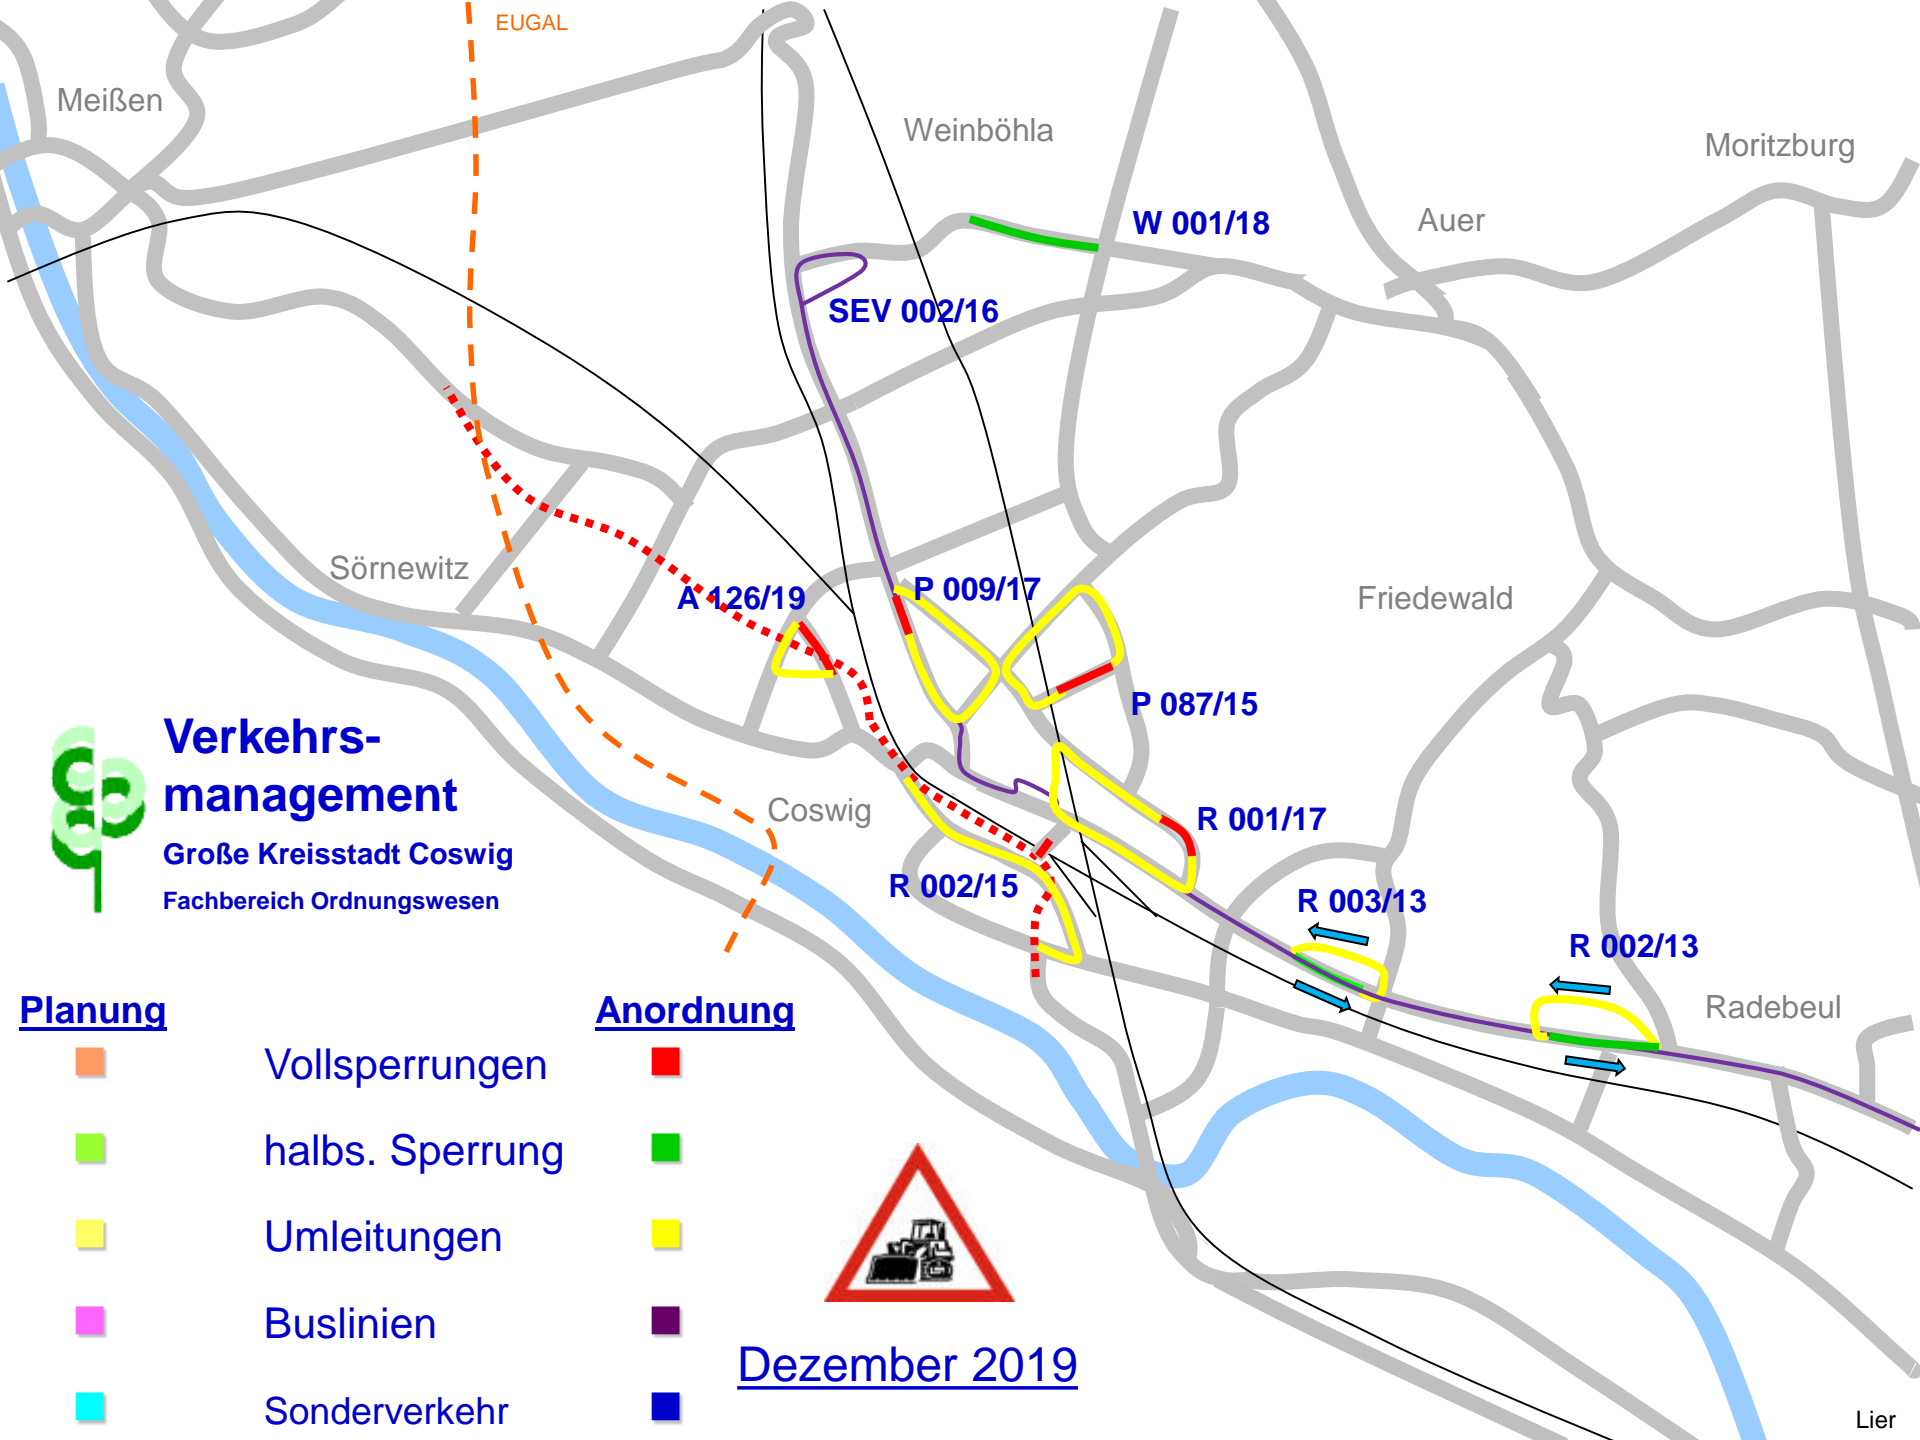 EUGAL
Meißen
Weinböhla
Moritzburg
W 001/18
Auer
SEV 002/16
Sörnewitz
A 126/19
P 009/17
Friedewald
P 087/15
Verkehrs-
management
Große Kreisstadt Coswig
Fachbereich Ordnungswesen
Coswig
R 001/17
R 002/15
R 003/13
R 002/13
Radebeul
Planung
Anordnung
Vollsperrungen
halbs. Sperrung
Umleitungen
Buslinien
Sonderverkehr
Dezember 2019
Lier